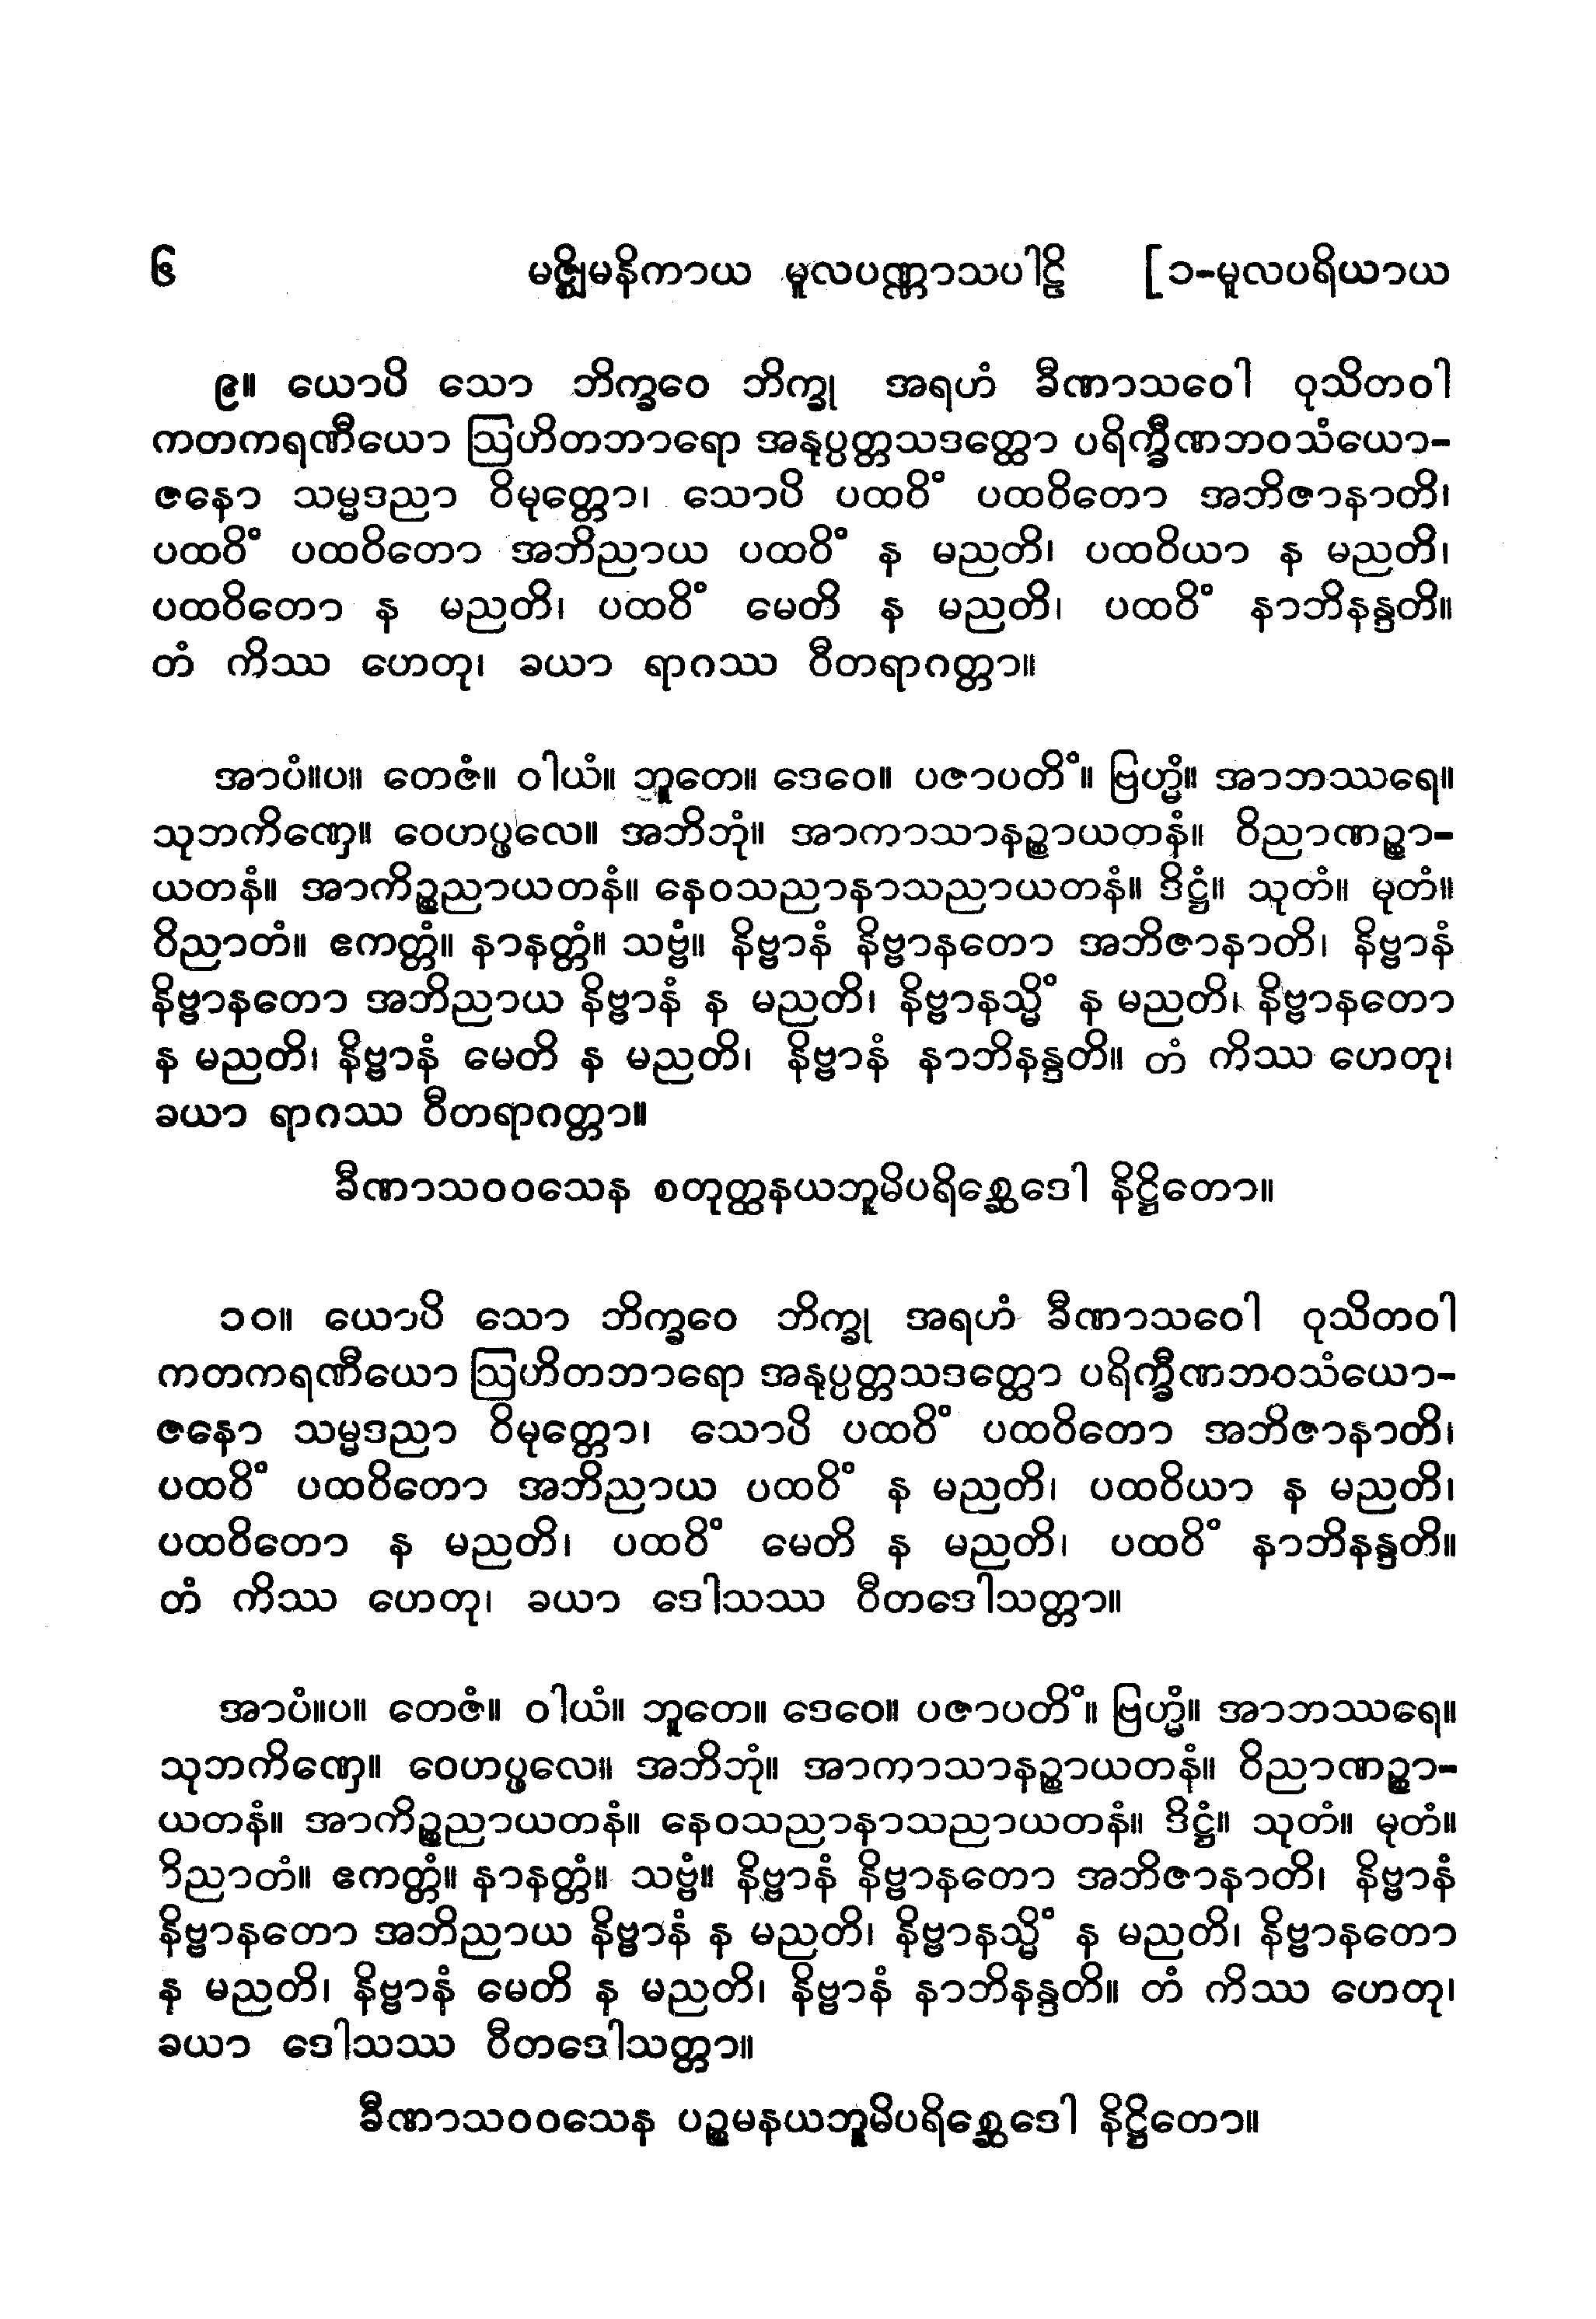 ၆ မဇ္ဈိမနိကာယ မူလပဏ္ဏာသပါဠိ [၁-မူလပရိယာယ
၉။ ယောပိ သော ဘိက္ခဝေ ဘိက္ခု အရဟံ ခီဏာသဝေါ ဝုသိတဝါ
ကတကရဏီယော ဩဟိတဘာရော အနုပ္ပတ္တသဒတ္ထော ပရိက္ခီဏဘဝသံယော-
ဇနော သမ္မဒညာ ဝိမုတ္တော၊ သောပိ ပထဝိံ ပထဝိတော အဘိဇာနာတိ၊
ပထဝိံ ပထဝိတော အဘိညာယ ပထဝိံ န မညတိ၊ ပထဝိယာ န မညတိ၊
ပထဝိတော န မညတိ၊ ပထဝိံ မေတိ န မညတိ၊ ပထဝိံ နာဘိနန္ဒတိ။
တံ ကိဿ ဟေတု၊ ခယာ ရာဂဿ ဝီတရာဂတ္တာ။
အာပံ။ပ။ တေဇံ။ ဝါယံ။ ဘူတေ။ ဒေဝေ။ ပဇာပတိံ။ ဗြဟ္မံ။ အာဘဿရေ။
သုဘကိဏှေ။ ဝေဟပ္ဖလေ။ အဘိဘုံ။ အာကာသာနဉ္စာယတနံ။ ဝိညာဏဉ္စာ-
ယတနံ။ အာကိဉ္စညာယတနံ။ နေဝသညာနာသညာယတနံ။ ဒိဋ္ဌံ။ သုတံ။ မုတံ။
ဝိညာတံ။ ဧကတ္တံ။ နာနတ္တံ။ သဗ္ဗံ။ နိဗ္ဗာနံ နိဗ္ဗာနတော အဘိဇာနာတိ၊ နိဗ္ဗာနံ
နိဗ္ဗာနတော အဘိညာယ နိဗ္ဗာနံ န မညတိ၊ နိဗ္ဗာနသ္မိံ န မညတိ၊ နိဗ္ဗာနတော
န မညတိ၊ နိဗ္ဗာနံ မေတိ န မညတိ၊ နိဗ္ဗာနံ နာဘိနန္ဒတိ။ တံ ကိဿ ဟေတု၊
ခယာ ရာဂဿ ဝီတရာဂတ္တာ။
ခီဏာသဝဝသေန စတုတ္ထနယဘူမိပရိစ္ဆေဒေါ နိဋ္ဌိတော။
၁၀။ ယောပိ သော ဘိက္ခဝေ ဘိက္ခု အရဟံ ခီဏာသဝေါ ဝုသိတဝါ
ကတကရဏီယော ဩဟိတဘာရော အနုပ္ပတ္တသဒတ္ထော ပရိက္ခီဏဘဝသံယော-
ဇနော သမ္မဒညာ ဝိမုတ္တော၊ သောပိ ပထဝိံ ပထဝိတော အဘိဇာနာတိ၊
ပထဝိံ ပထဝိတော အဘိညာယ ပထဝိံ န မညတိ၊ ပထဝိယာ န မညတိ၊
ပထဝိတော န မညတိ၊ ပထဝိံ မေတိ န မညတိ၊ ပထဝိံ နာဘိနန္ဒတိ။
တံ ကိဿ ဟေတု၊ ခယာ ဒေါသဿ ဝီတဒေါသတ္တာ။
အာပံ။ပ။ တေဇံ။ ဝါယံ။ ဘူတေ။ ဒေဝေ။ ပဇာပတိံ။ ဗြဟ္မံ။ အာဘဿရေ။
သုဘကိဏှေ။ ဝေဟပ္ဖလေ။ အဘိဘုံ။ အာကာသာနဉ္စာယတနံ။ ဝိညာဏဉ္စာ-
ယတနံ။ အာကိဉ္စညာယတနံ။ နေဝသညာနာသညာယတနံ။ ဒိဋ္ဌံ။ သုတံ။ မုတံ။
ဝိညာတံ။ ဧကတ္တံ။ နာနတ္တံ။ သဗ္ဗံ။ နိဗ္ဗာနံ နိဗ္ဗာနတော အဘိဇာနာတိ၊ နိဗ္ဗာနံ
နိဗ္ဗာနတော အဘိညာယ နိဗ္ဗာနံ န မညတိ၊ နိဗ္ဗာနသ္မိံ န မညတိ၊ နိဗ္ဗာနတော
န မညတိ၊ နိဗ္ဗာနံ မေတိ န မညတိ၊ နိဗ္ဗာနံ နာဘိနန္ဒတိ။ တံ ကိဿ ဟေတု၊
ခယာ ဒေါသဿ ဝီတဒေါသတ္တာ။
ခီဏာသဝဝသေန ပဉ္စမနယဘူမိပရိစ္ဆေဒေါ နိဋ္ဌိတော။